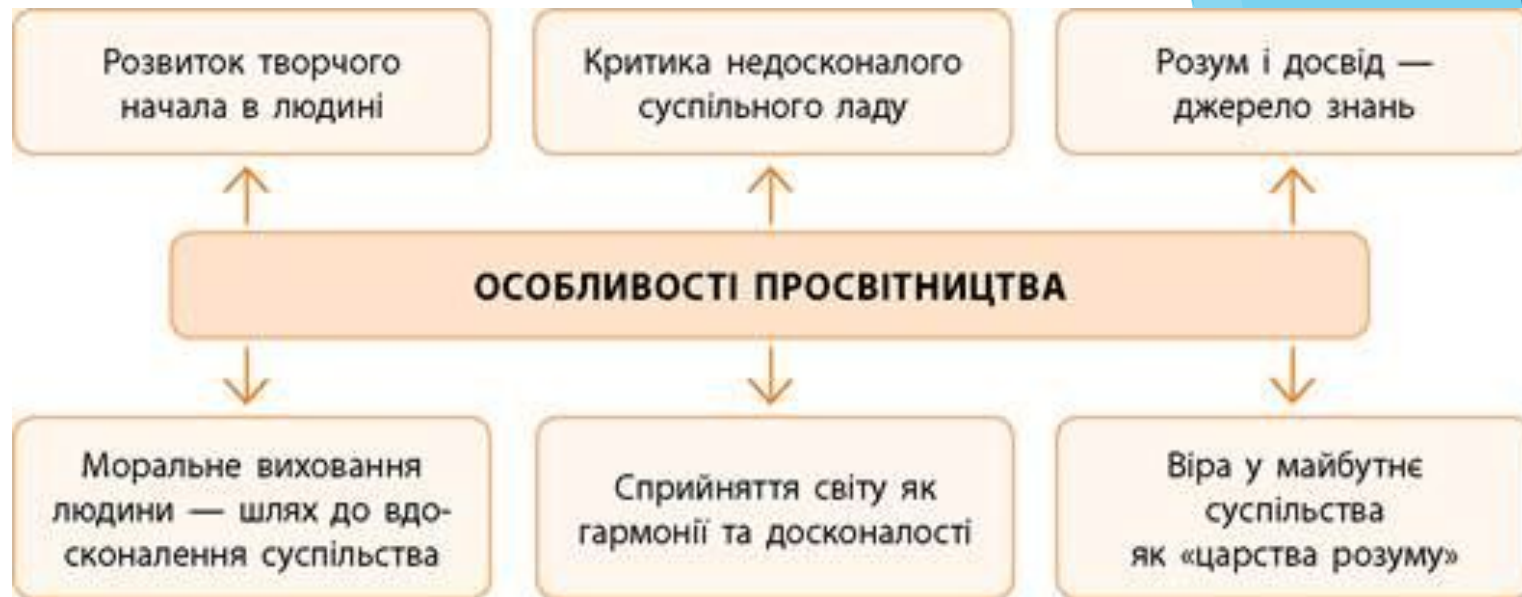 Розвиток творчого
начала в людині
Критика недосконалого
суспільного ладу
Розум і досвід —
джерело знань
ОСОБЛИВОСТІ ПРОСВІТНИЦТВА
Моральне виховання
людини — шлях до вдо-
сконалення суспільства
Сприйняття світу як
гармонії та досконалості
Віра у майбутнє
суспільства
як «царства розуму»